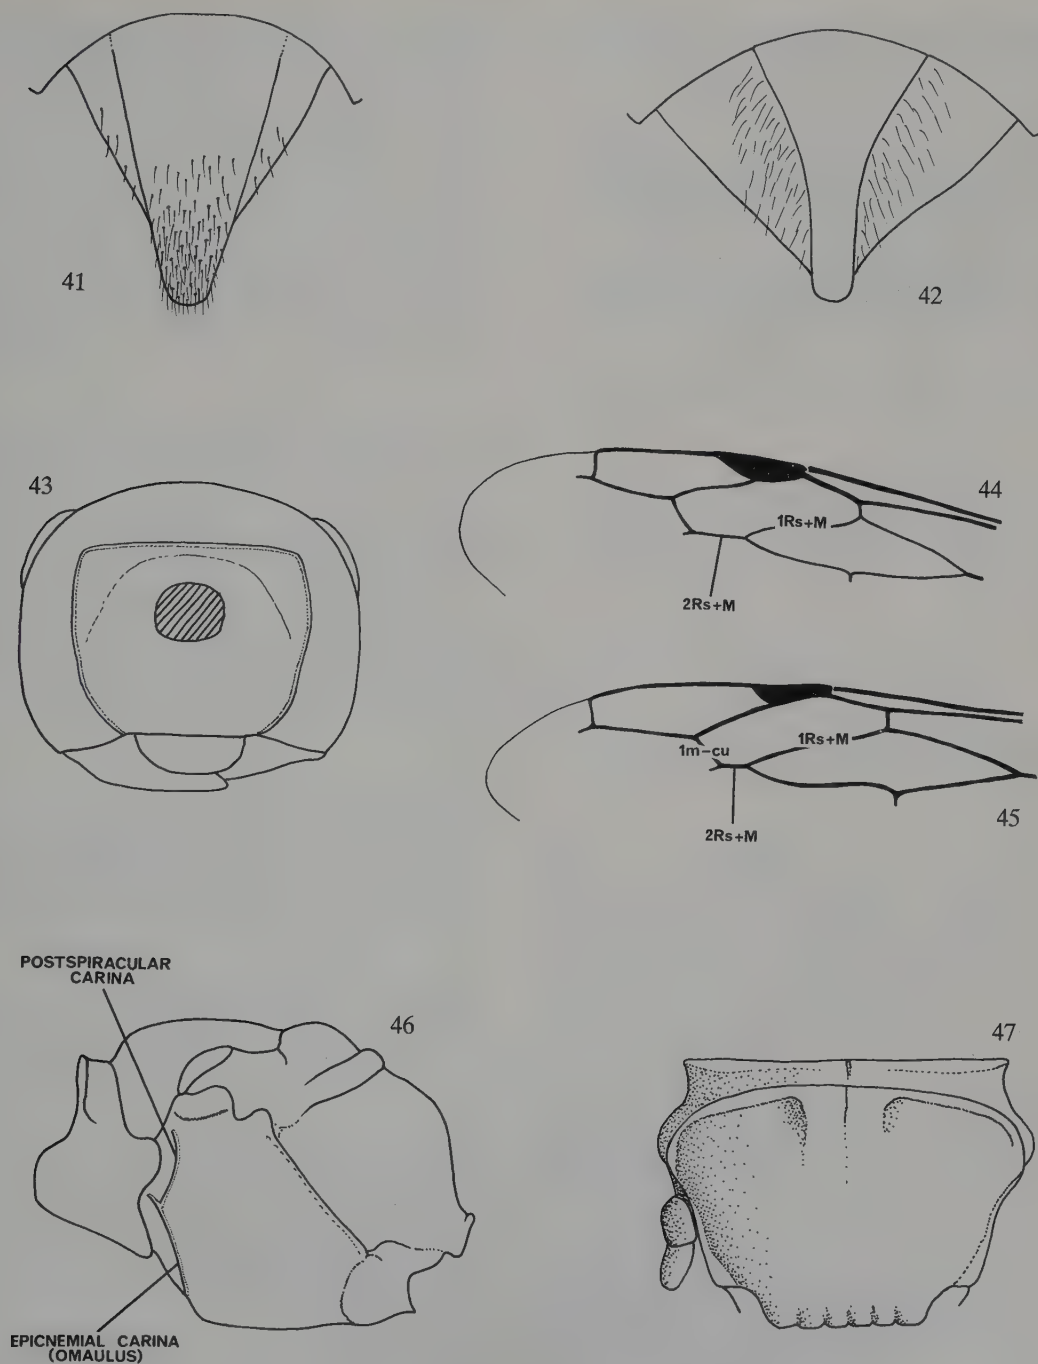 41
42
43
44
1Rs+M
2Rs+M
1Rs+M
1m-cu
2Rs+M
45
POSTSPIRACULAR
CARINA
46
47
EPICNEMIAL CARINA
(OMAULUS)